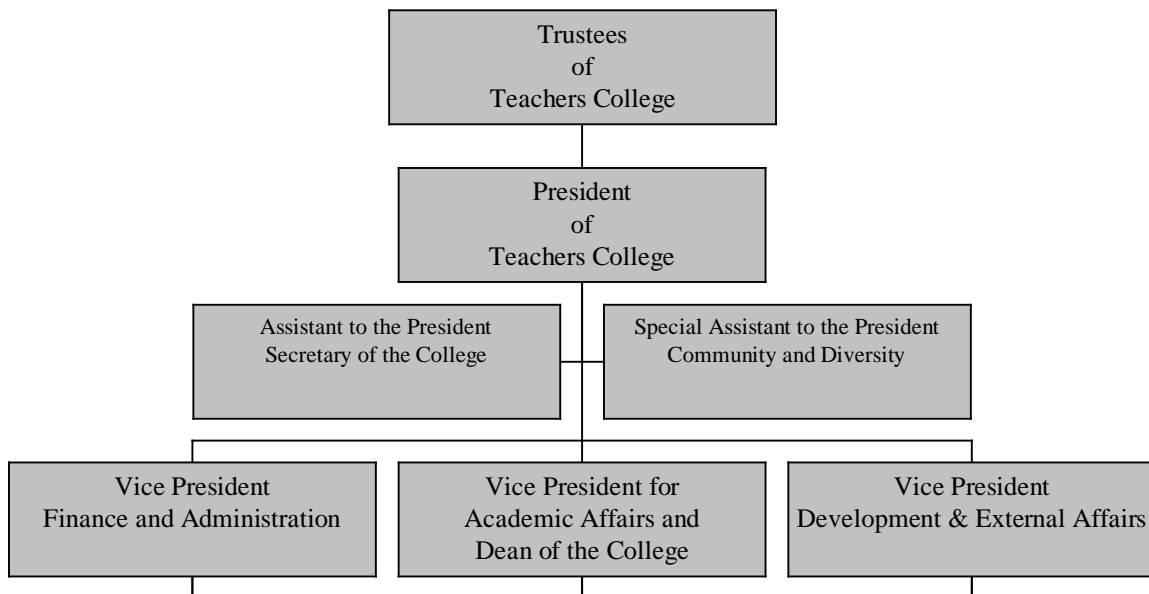 Trustees
of
Teachers College
President
of
Teachers College
Assistant to the President
Secretary of the College
Special Assistant to the President
Community and Diversity
Vice President
Finance and Administration
Vice President for
Academic Affairs and
Dean of the College
Vice President
Development & External Affairs